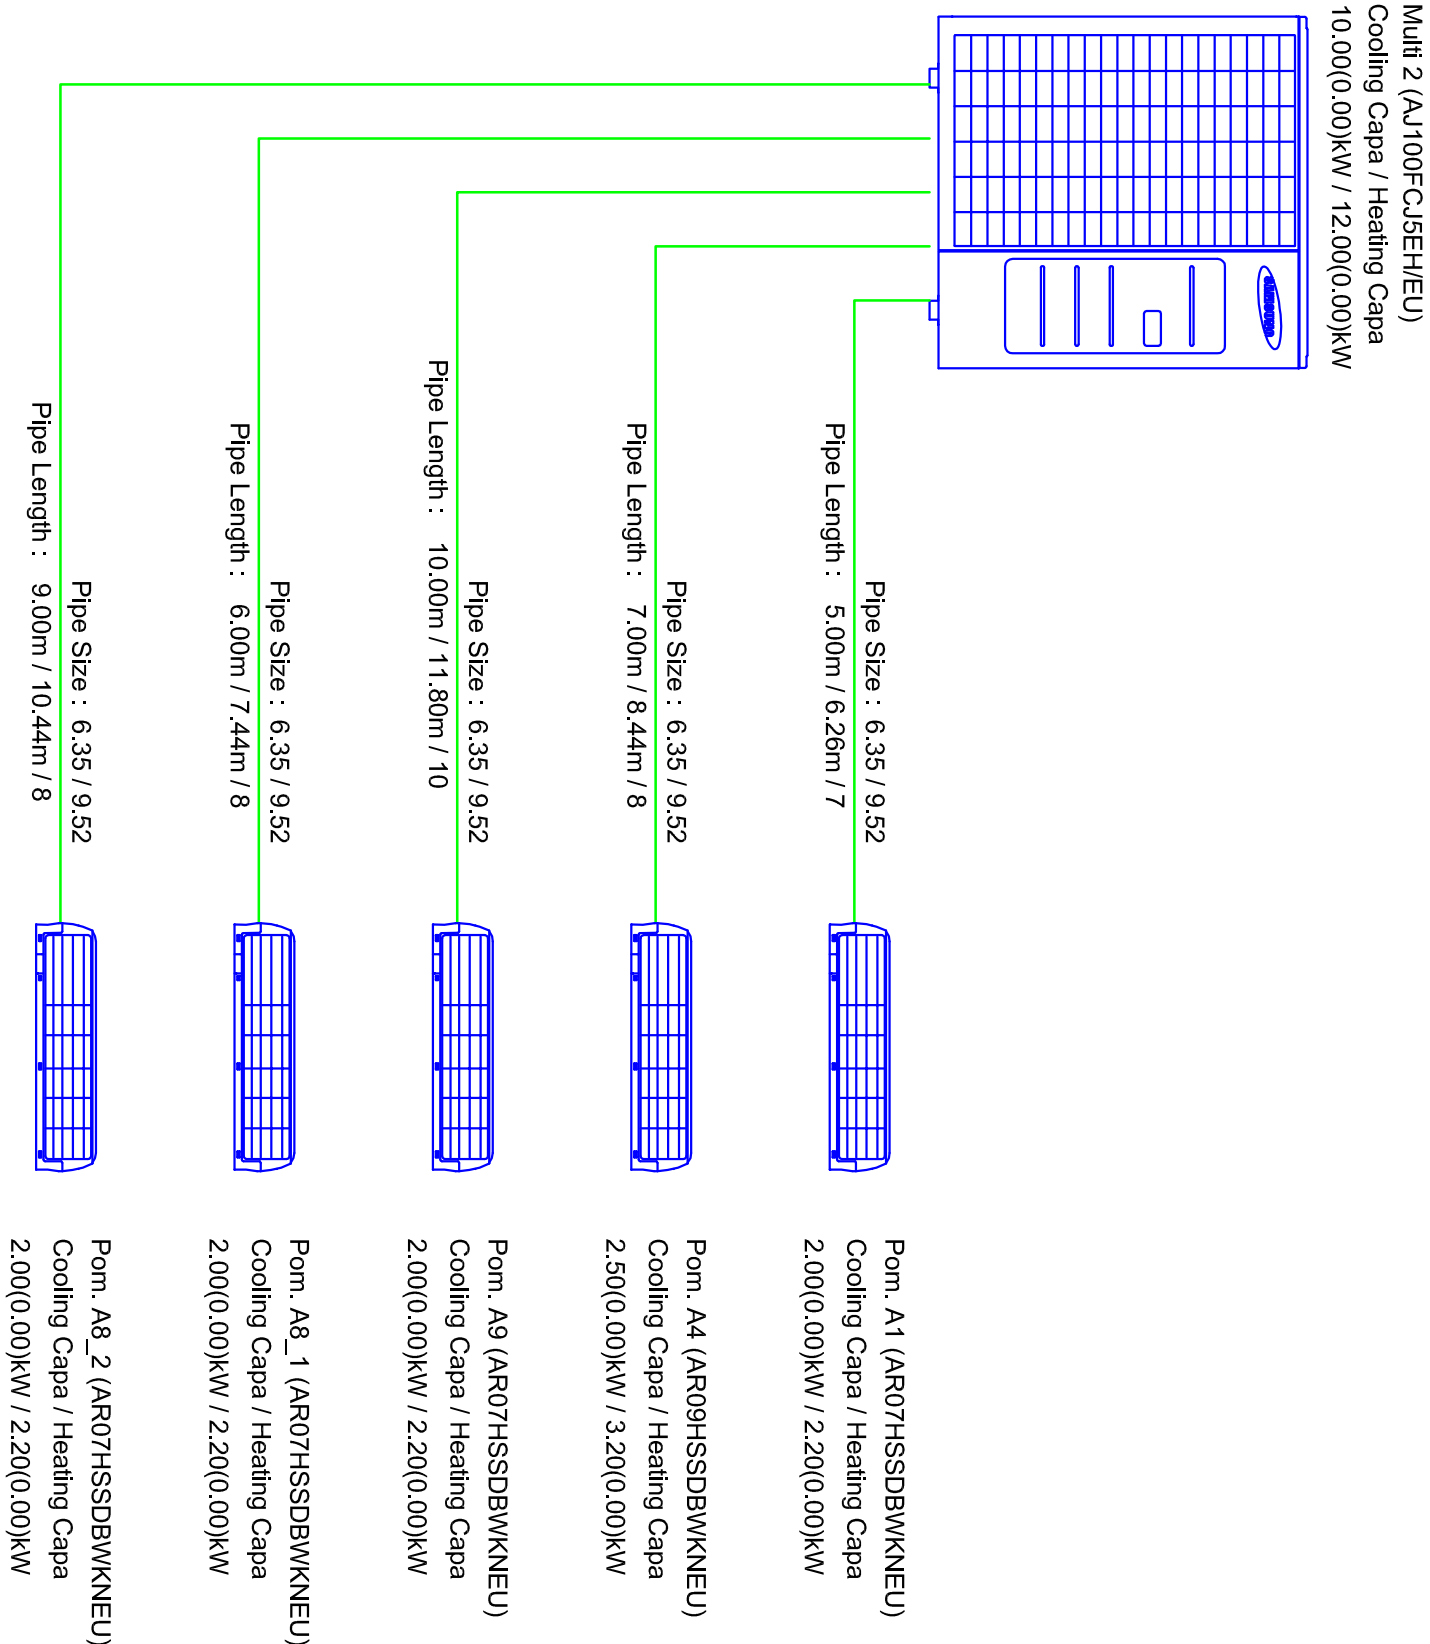 Multi 2 (AJ100FCJ5EH/EU)
Cooling Capa / Heating Capa
10.00(0.00)kW / 12.00(0.00)kW
SAMSUNG
Pipe Size : 6.35 / 9.52
Pipe Length : 5.00m / 6.26m / 7
Pom. A1 (AR07HSSDBWKNEU)
Cooling Capa / Heating Capa
2.00(0.00)kW / 2.20(0.00)kW
Pipe Size : 6.35 / 9.52
Pipe Length : 7.00m / 8.44m / 8
Pom. A4 (AR09HSSDBWKNEU)
Cooling Capa / Heating Capa
2.50(0.00)kW / 3.20(0.00)kW
Pipe Size : 6.35 / 9.52
Pipe Length : 10.00m / 11.80m / 10
Pom. A9 (AR07HSSDBWKNEU)
Cooling Capa / Heating Capa
2.00(0.00)kW / 2.20(0.00)kW
Pipe Size : 6.35 / 9.52
Pipe Length : 6.00m / 7.44m / 8
Pom. A8_1 (AR07HSSDBWKNEU)
Cooling Capa / Heating Capa
2.00(0.00)kW / 2.20(0.00)kW
Pipe Size : 6.35 / 9.52
Pipe Length : 9.00m / 10.44m / 8
Pom. A8_2 (AR07HSSDBWKNEU)
Cooling Capa / Heating Capa
2.00(0.00)kW / 2.20(0.00)kW